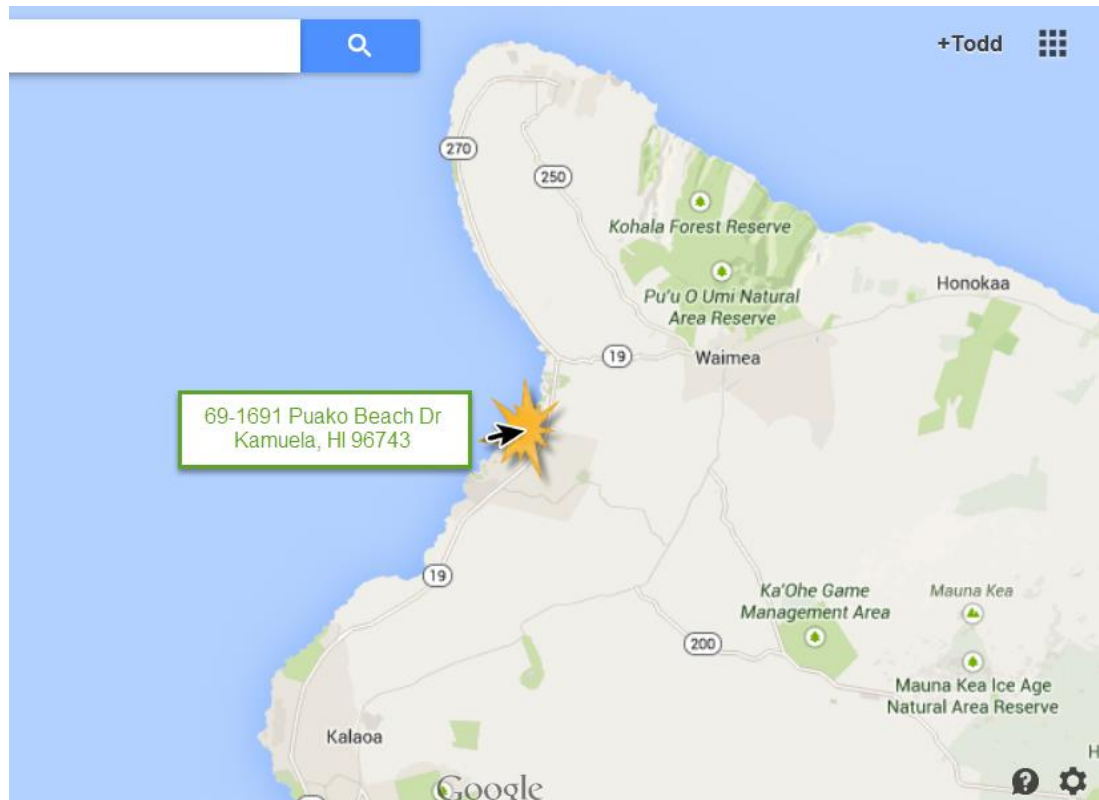 +Todd
270
250
Kohala Forest Reserve
Pu'u O Umi Natural
Area Reserve
Honokaa
19
Waimea
69-1691 Puako Beach Dr
Kamuela, HI 96743
19
Ka'Ohe Game
Management Area
Mauna Kea
200
Mauna Kea Ice Age
Natural Area Reserve
Kalaoa
H
Google
?